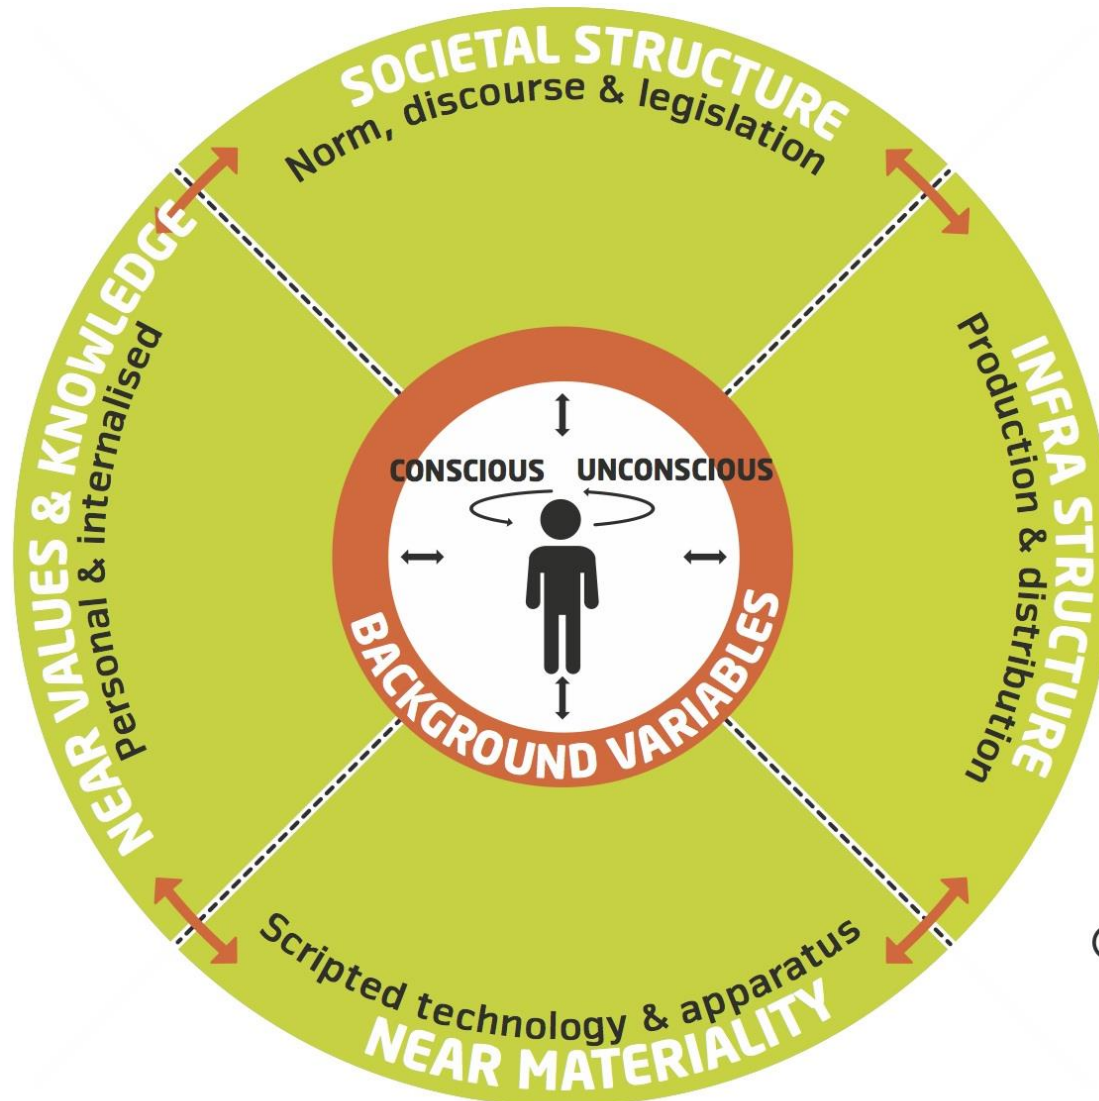 SOCIETAL STRUCTURE
Norm, discourse & legislation
NEAR VALUES & KNOWLEDGE
Personal & internalised
INFRA STRUCTURE
Production & distribution
CONSCIOUS UNCONSCIOUS
BACKGROUND VARIABLES
Scripted technology & apparatus
NEAR MATERIALITY